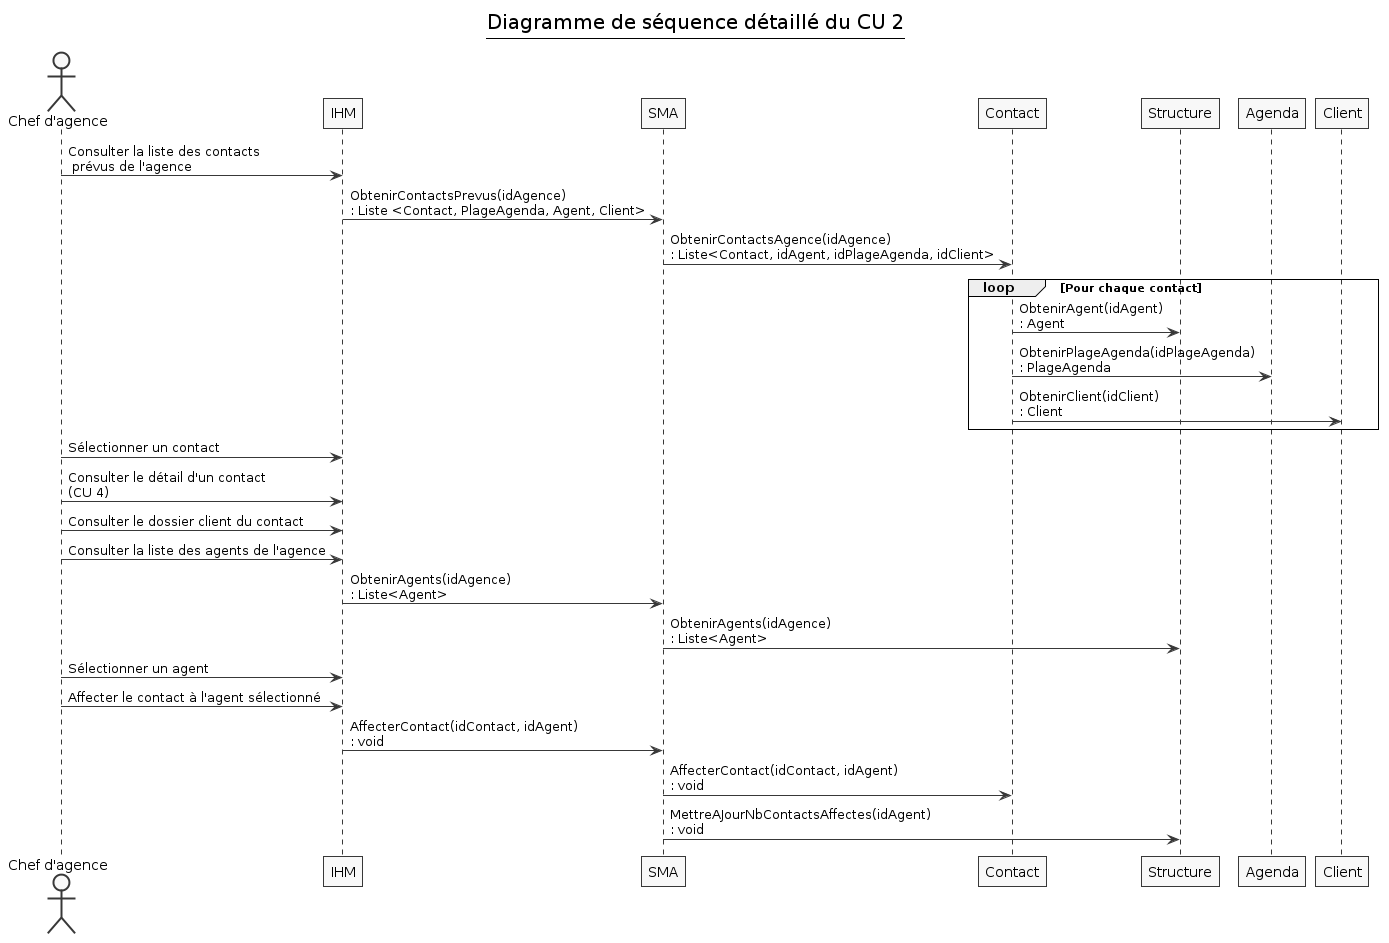 Diagramme de séquence détaillé du CU 2
Chef d'agence
IHM
SMA
Contact
Structure
Agenda
Client
Consulter la liste des contacts
prévus de l'agence
ObtenirContactsPrevus(idAgence)
: Liste <Contact, PlageAgenda, Agent, Client>
ObtenirContactsAgence(idAgence)
: Liste<Contact, idAgent, idPlageAgenda, idClient>
loop [Pour chaque contact]
ObtenirAgent(idAgent)
: Agent
ObtenirPlageAgenda(idPlageAgenda)
: PlageAgenda
ObtenirClient(idClient)
: Client
Sélectionner un contact
Consulter le détail d'un contact
(CU 4)
Consulter le dossier client du contact
Consulter la liste des agents de l'agence
ObtenirAgents(idAgence)
: Liste<Agent>
ObtenirAgents(idAgence)
: Liste<Agent>
Sélectionner un agent
Affecter le contact à l'agent sélectionné
AffecterContact(idContact, idAgent)
: void
AffecterContact(idContact, idAgent)
: void
MettreAJourNbContactsAffectes(idAgent)
: void
Chef d'agence
IHM
SMA
Contact
Structure
Agenda
Client